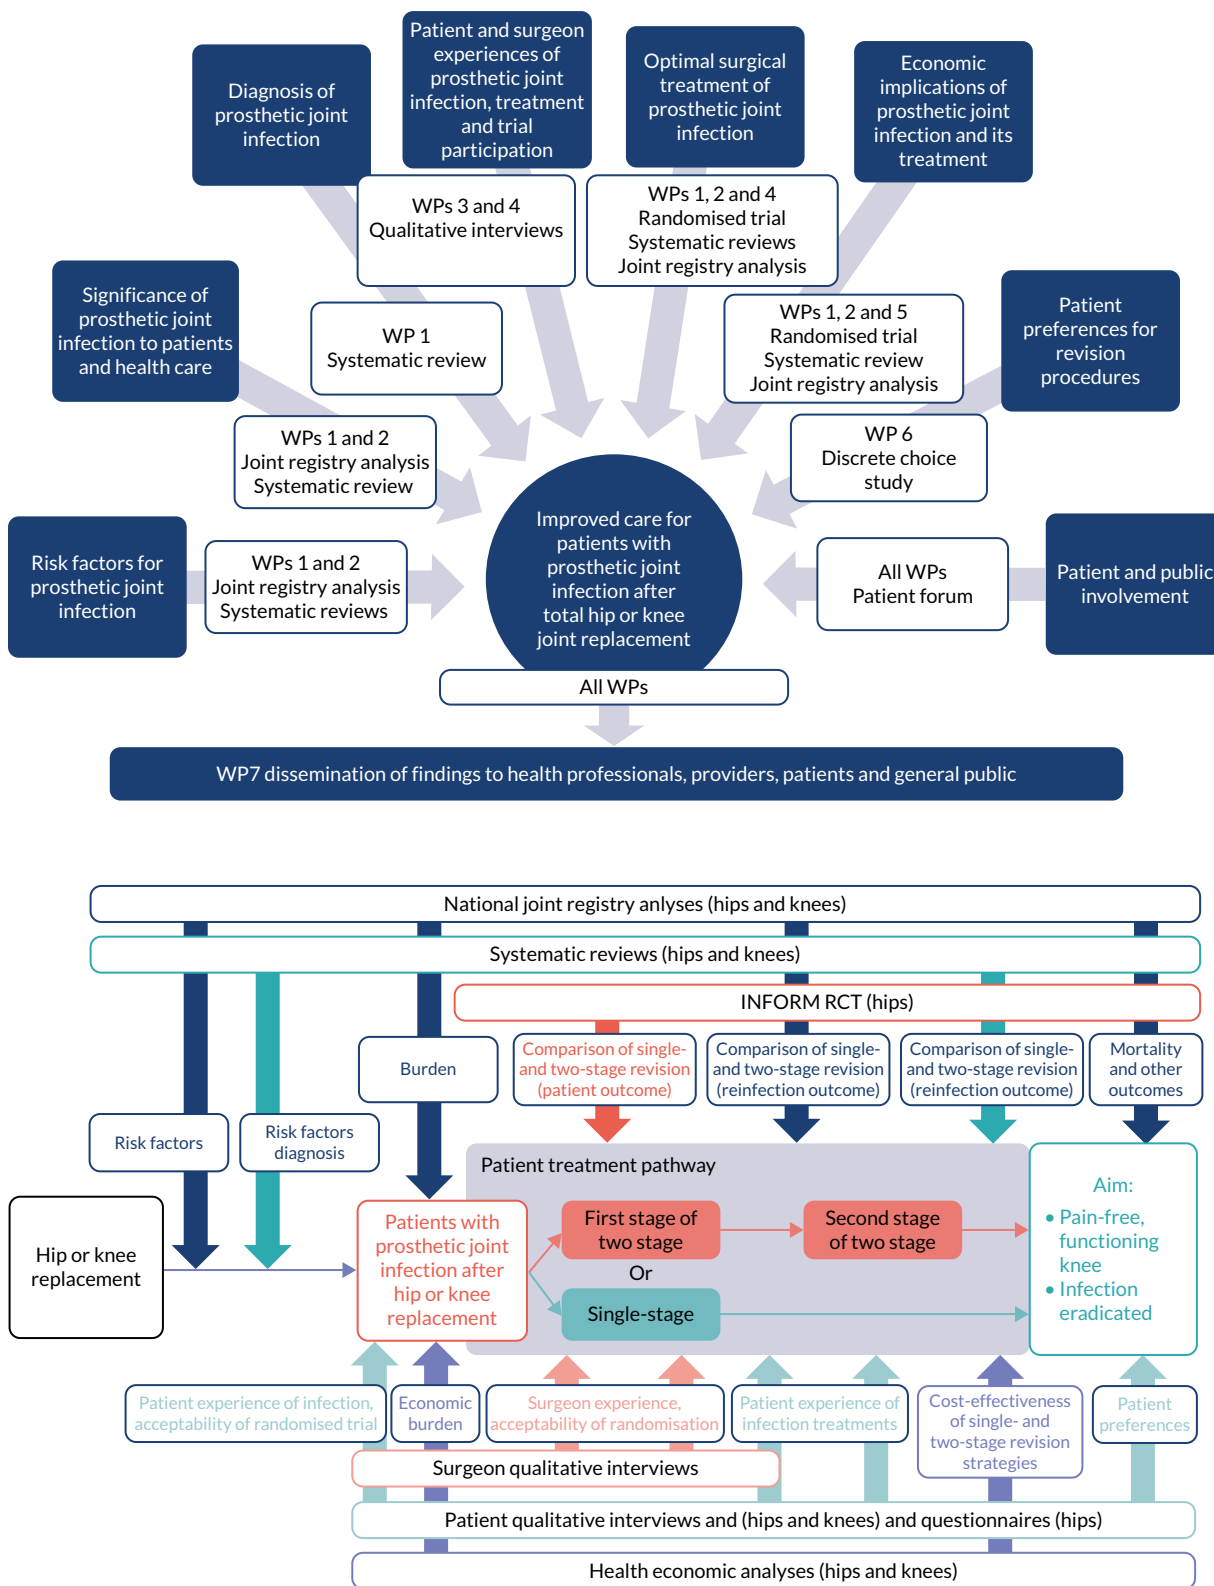 Patient and surgeon
experiences of
prosthetic joint
infection, treatment
and trial
participation
Optimal surgical
treatment of
prosthetic joint
infection
Economic
implications of
prosthetic joint
infection and its
treatment
Diagnosis of
prosthetic joint
infection
WPs 3 and 4
Qualitative interviews
WPs 1, 2 and 4
Randomised trial
Systematic reviews
Joint registry analysis
Significance of
prosthetic joint
infection to patients
and health care
WP 1
Systematic review
WPs 1, 2 and 5
Randomised trial
Systematic review
Joint registry analysis
Patient
preferences for
revision
procedures
WPs 1 and 2
Joint registry analysis
Systematic review
WP 6
Discrete choice
study
Risk factors for
prosthetic joint
infection
WPs 1 and 2
Joint registry analysis
Systematic reviews
Improved care for
patients with
prosthetic joint
infection after
total hip or knee
joint replacement
All WPs
Patient forum
Patient and public
involvement
All WPs
WP7 dissemination of findings to health professionals, providers, patients and general public
National joint registry anlyses (hips and knees)
Systematic reviews (hips and knees)
INFORM RCT (hips)
Burden
Comparison of single-
and two-stage revision
(patient outcome)
Comparison of single-
and two-stage revision
(reinfection outcome)
Comparison of single-
and two-stage revision
(reinfection outcome)
Mortality
and other
outcomes
Risk factors
Risk factors
diagnosis
Patient treatment pathway
Hip or knee
replacement
Patients with
prosthetic joint
infection after
hip or knee
replacement
First stage of
two stage
Second stage
of two stage
Or
Single-stage
Aim:
• Pain-free,
functioning
knee
• Infection
eradicated
Patient experience of infection,
acceptability of randomised trial
Economic
burden
Surgeon experience,
acceptability of randomisation
Patient experience of
infection treatments
Cost-effectiveness
of single- and
two-stage revision
strategies
Patient
preferences
Surgeon qualitative interviews
Patient qualitative interviews and (hips and knees) and questionnaires (hips)
Health economic analyses (hips and knees)